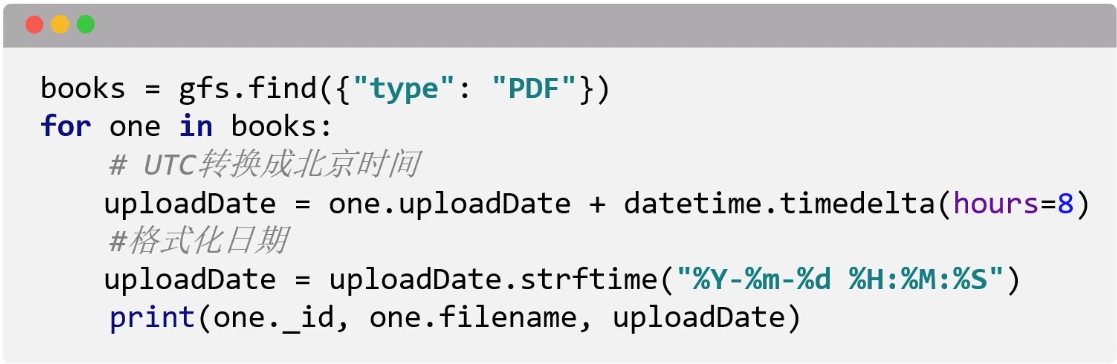 books = gfs.find({"type": "PDF"})
for one in books:
    # UTC转换成北京时间
    uploadDate = one.uploadDate + datetime.timedelta(hours=8)
    #格式化日期
    uploadDate = uploadDate.strftime("%Y-%m-%d %H:%M:%S")
    print(one._id, one.filename, uploadDate)